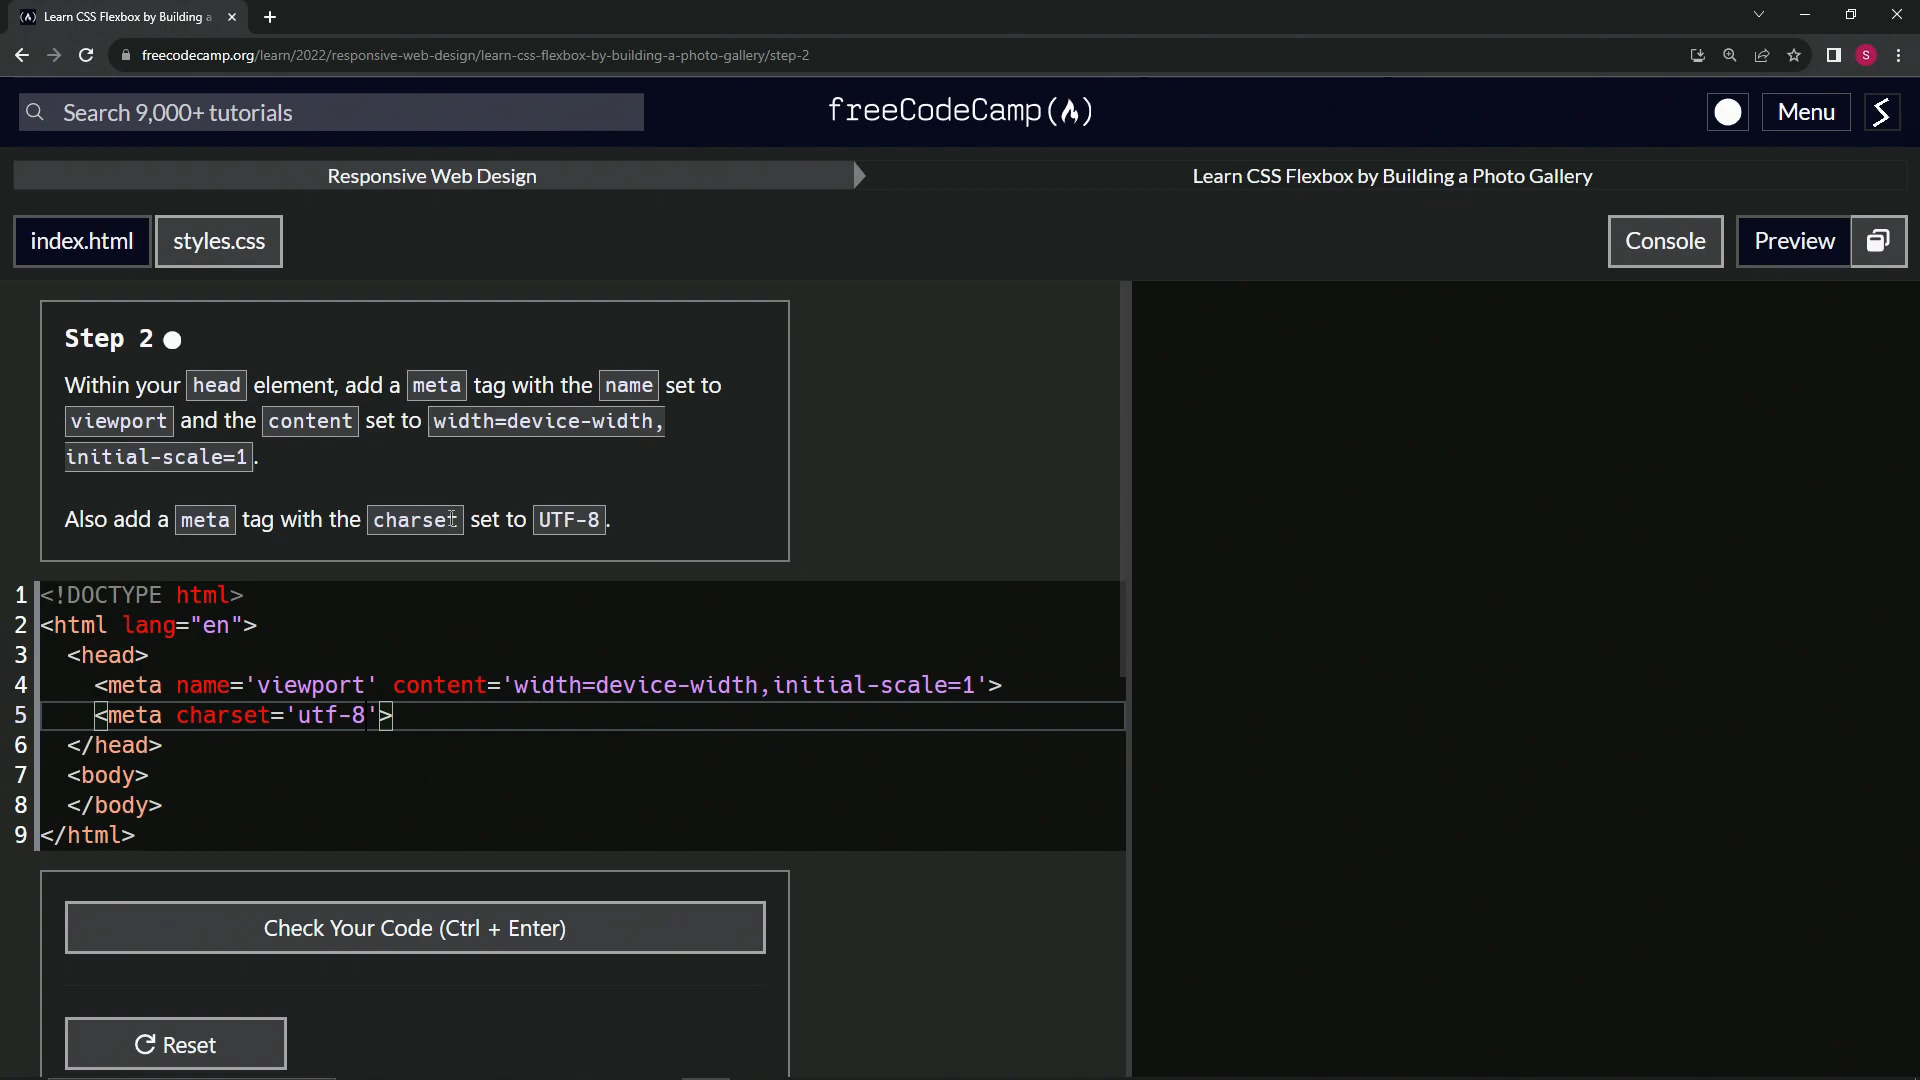 Learn CSS Flexbox by Building a
freecodecamp.org/learn/2022/responsive-web-design/learn-css-flexbox-by-building-a-photo-gallery/step-2
S
Search 9,000+ tutorials
freeCodeCamp
Menu
Responsive Web Design
Learn CSS Flexbox by Building a Photo Gallery
index.html
styles.css
Console
Preview
Step 2
Within your head element, add a meta tag with the name set to
viewport and the content set to width=device-width,
initial-scale=1.
Also add a meta tag with the charset set to UTF-8.
1 <!DOCTYPE html>
2 <html lang="en">
3 <head>
4 <meta name='viewport' content='width=device-width,initial-scale=1'>
5 <meta charset='utf-8'>
6 </head>
7 <body>
8 </body>
9 </html>
Check Your Code (Ctrl + Enter)
Reset